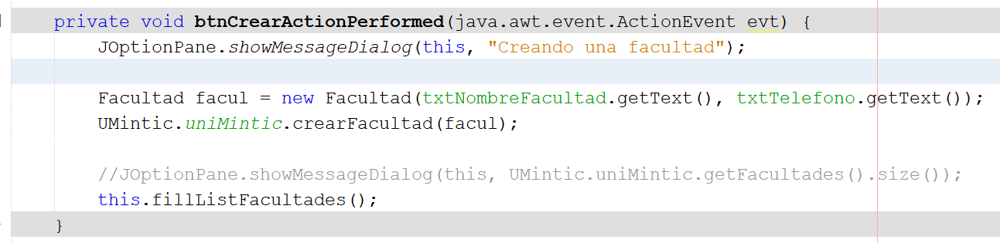 private void btnCrearActionPerformed(java.awt.event.ActionEvent evt) {
JOptionPane.showMessageDialog(this, "Creando una facultad");
Facultad facul = new Facultad(txtNombreFacultad.getText(), txtTelefono.getText());
UMintic.uniMintic.crearFacultad(facul);
//JOptionPane.showMessageDialog(this, UMintic.uniMintic.getFacultades().size());
this.fillListFacultades();
}